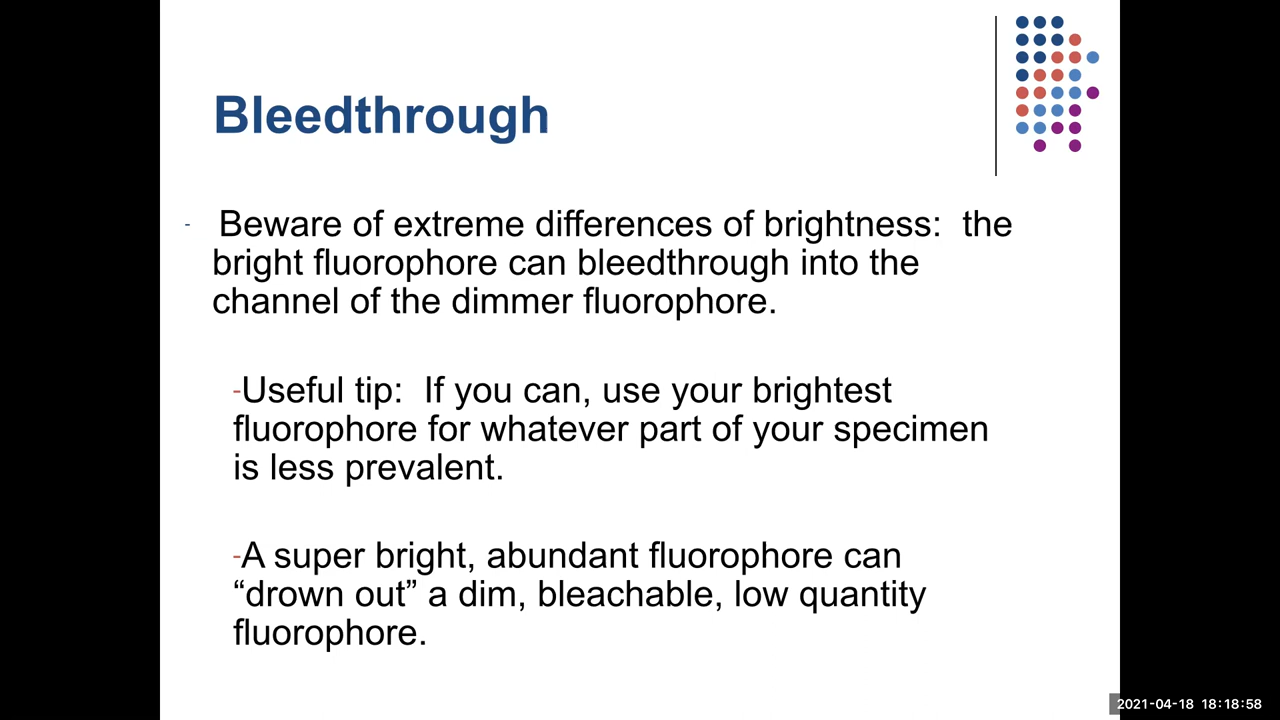 Bleedthrough
- Beware of extreme differences of brightness:  the
bright fluorophore can bleedthrough into the
channel of the dimmer fluorophore.
-Useful tip:  If you can, use your brightest
fluorophore for whatever part of your specimen
is less prevalent.
-A super bright, abundant fluorophore can
“drown out” a dim, bleachable, low quantity
fluorophore.
2021-04-18 18:18:58